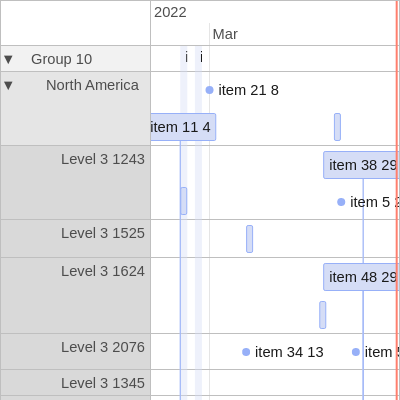 2022
Mar
▼ Group 10
i i
▼ North America
item 21 8
item 11 4
Level 3 1243
item 38 29
item 5
Level 3 1525
Level 3 1624
item 48 29
Level 3 2076
item 34 13
item
Level 3 1345